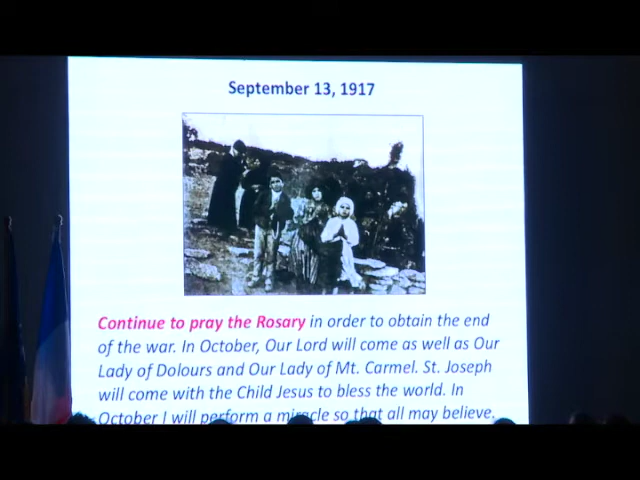 September 13, 1917
Continue to pray the Rosary in order to obtain the end
of the war. In October, Our Lord will come as well as Our
Lady of Dolours and Our Lady of Mt. Carmel. St. Joseph
will come with the Child Jesus to bless the world. In
October I will perform a miracle so that all may believe.